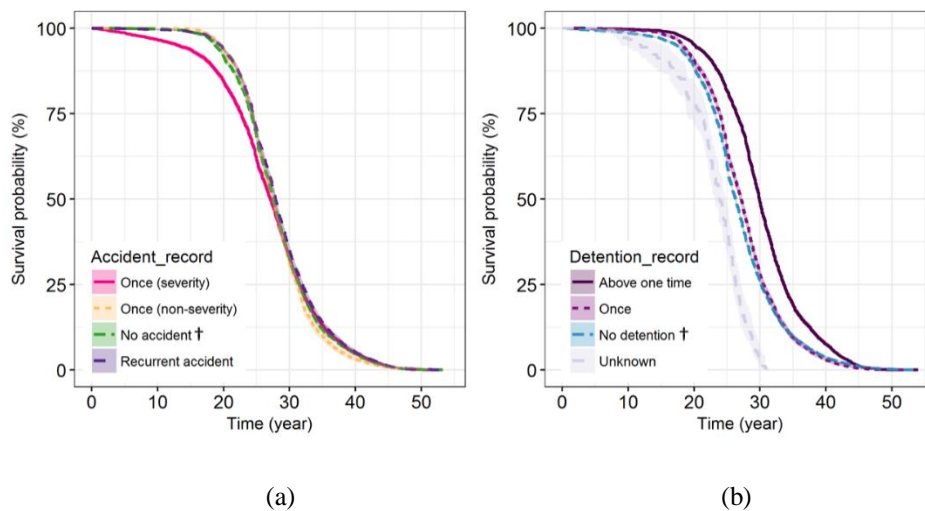 100
75
50
25
0
Survival probability (%)
Accident_record
Once (severity)
Once (non-severity)
No accident †
Recurrent accident
0 10 20 30 40 50
Time (year)
(a)
100
75
50
25
0
Survival probability (%)
Detention_record
Above one time
Once
No detention †
Unknown
0 10 20 30 40 50
Time (year)
(b)